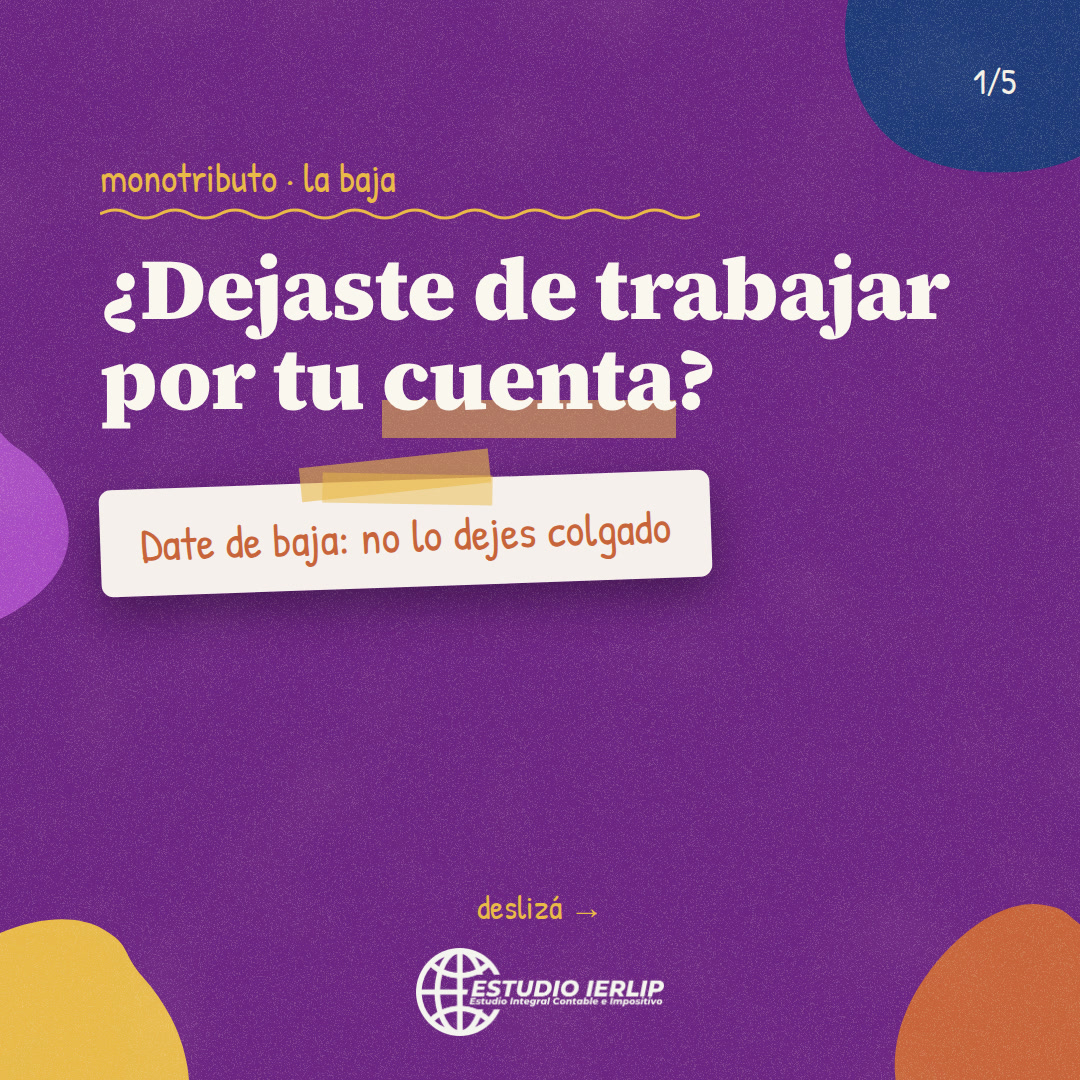 1/5
monotributo · la baja
¿Dejaste de trabajar
por tu cuenta?
Date de baja: no lo dejes colgado
deslizá →
ESTUDIO IERLIP
Estudio Integral Contable e Impositivo